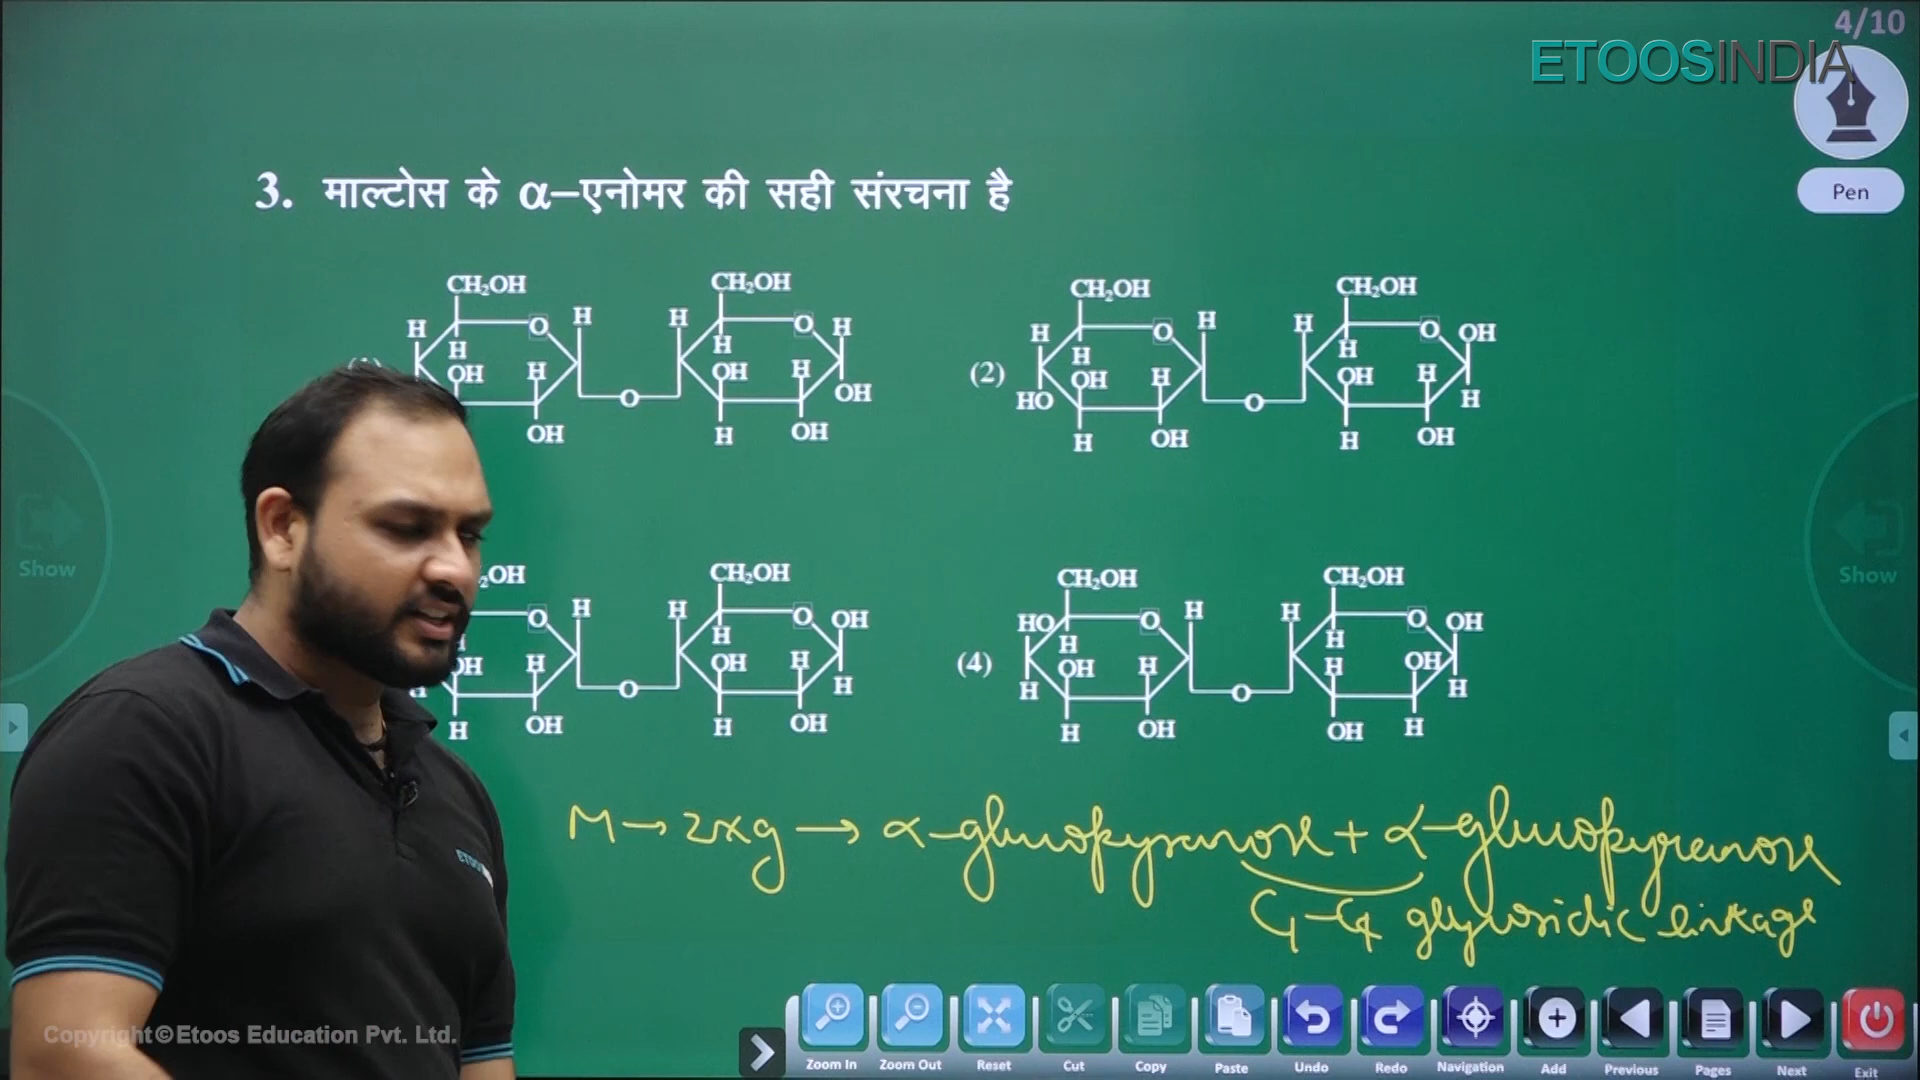 4/10
ETOOSINDIA
Pen
3. माल्टोस के α–एनोमर की सही संरचना है
CH₂OH CH₂OH CH₂OH CH₂OH
H O H H O H H O H H O OH
H H H H
OH H OH H OH (2) OH H OH H
O HO O H
OH H OH H OH H OH
Show Show
₂OH CH₂OH CH₂OH CH₂OH
O H H O OH HO O H H O OH
H H H
OH H OH H (4) OH H H OH
O H H O H
H OH H OH H OH OH H
M → 2xg → α-glucopyranose + α-glucopyranose
C₁-C₄ glycosidic linkage
ETOOS
Copyright © Etoos Education Pvt. Ltd.
Zoom In Zoom Out Reset Cut Copy Paste Undo Redo Navigation Add Previous Pages Next Exit